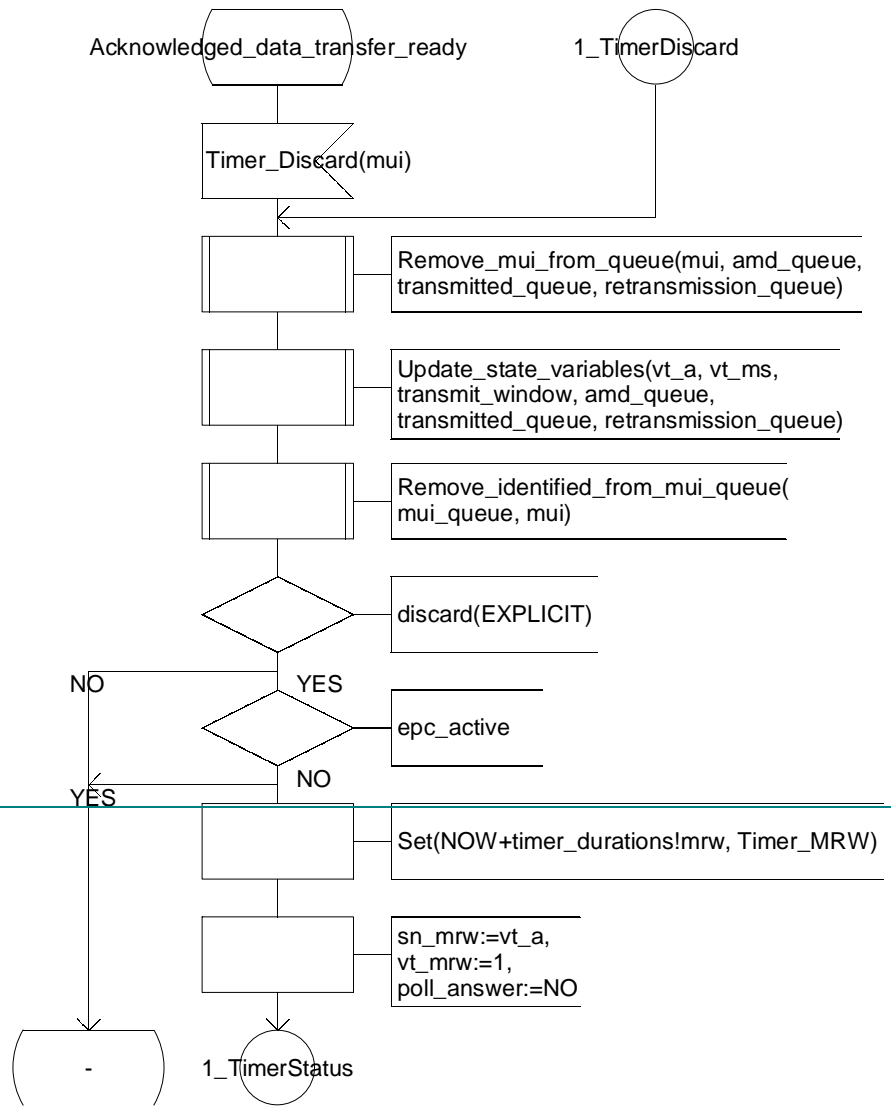 Acknowledged_data_transfer_ready
1_TimerDiscard
Timer_Discard(mui)
Remove_mui_from_queue(mui, amd_queue,
transmitted_queue, retransmission_queue)
Update_state_variables(vt_a, vt_ms,
transmit_window, amd_queue,
transmitted_queue, retransmission_queue)
Remove_identified_from_mui_queue(
mui_queue, mui)
discard(EXPLICIT)
NO
YES
epc_active
NO
YES
Set(NOW+timer_durations!mrw, Timer_MRW)
sn_mrw:=vt_a,
vt_mrw:=1,
poll_answer:=NO
-
1_TimerStatus